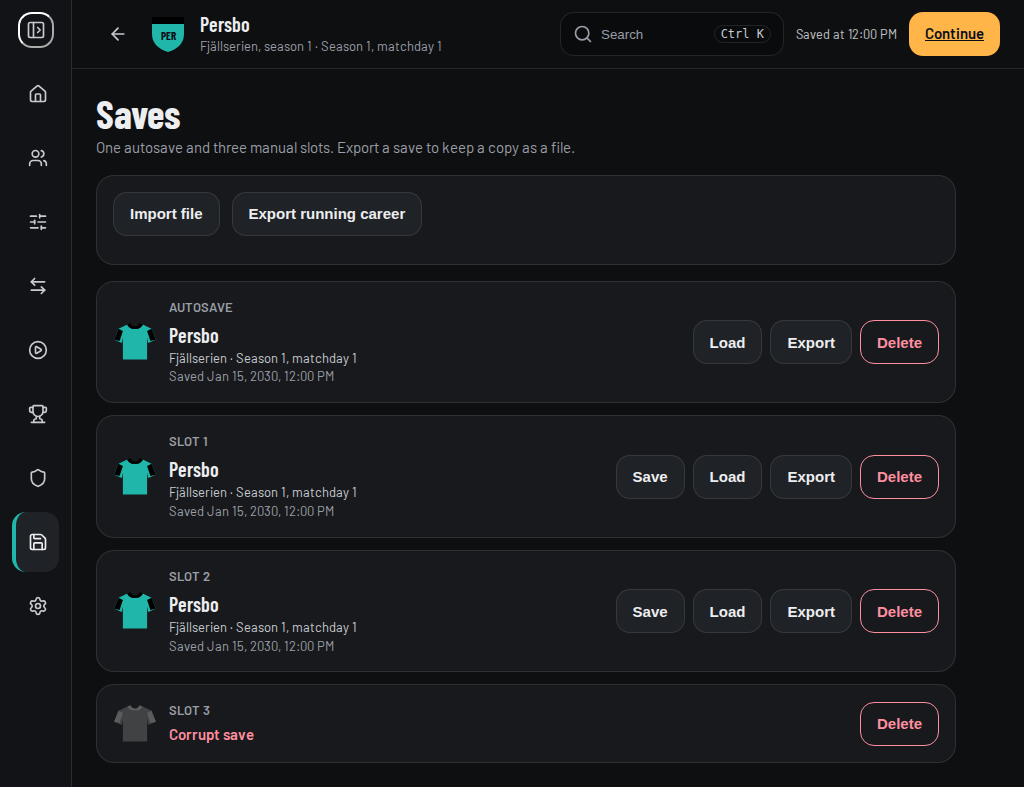 PER
Persbo
Fjällserien, season 1 · Season 1, matchday 1
Search
Ctrl K
Saved at 12:00 PM
Continue
Saves
One autosave and three manual slots. Export a save to keep a copy as a file.
Import file
Export running career
AUTOSAVE
Persbo
Fjällserien · Season 1, matchday 1
Saved Jan 15, 2030, 12:00 PM
Load
Export
Delete
SLOT 1
Persbo
Fjällserien · Season 1, matchday 1
Saved Jan 15, 2030, 12:00 PM
Save
Load
Export
Delete
SLOT 2
Persbo
Fjällserien · Season 1, matchday 1
Saved Jan 15, 2030, 12:00 PM
Save
Load
Export
Delete
SLOT 3
Corrupt save
Delete